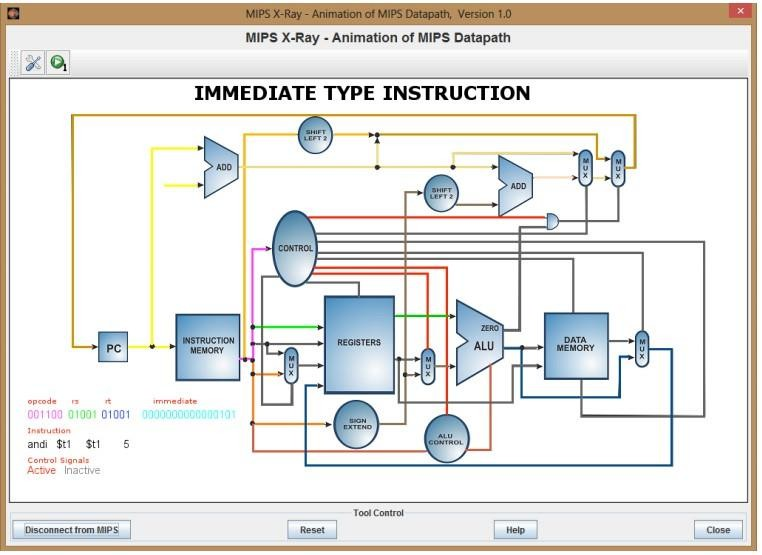 MIPS X-Ray - Animation of MIPS Datapath, Version 1.0
MIPS X-Ray - Animation of MIPS Datapath
1
IMMEDIATE TYPE INSTRUCTION
SHIFT
LEFT 2
ADD
MUX
MUX
SHIFT
LEFT 2
ADD
CONTROL
PC
INSTRUCTION
MEMORY
REGISTERS
MUX
MUX
ZERO
ALU
DATA
MEMORY
MUX
SIGN
EXTEND
ALU
CONTROL
opcode rs rt immediate
001100 01001 01001 0000000000000101
Instruction
andi $t1 $t1 5
Control Signals
Active Inactive
Tool Control
Disconnect from MIPS Reset Help Close